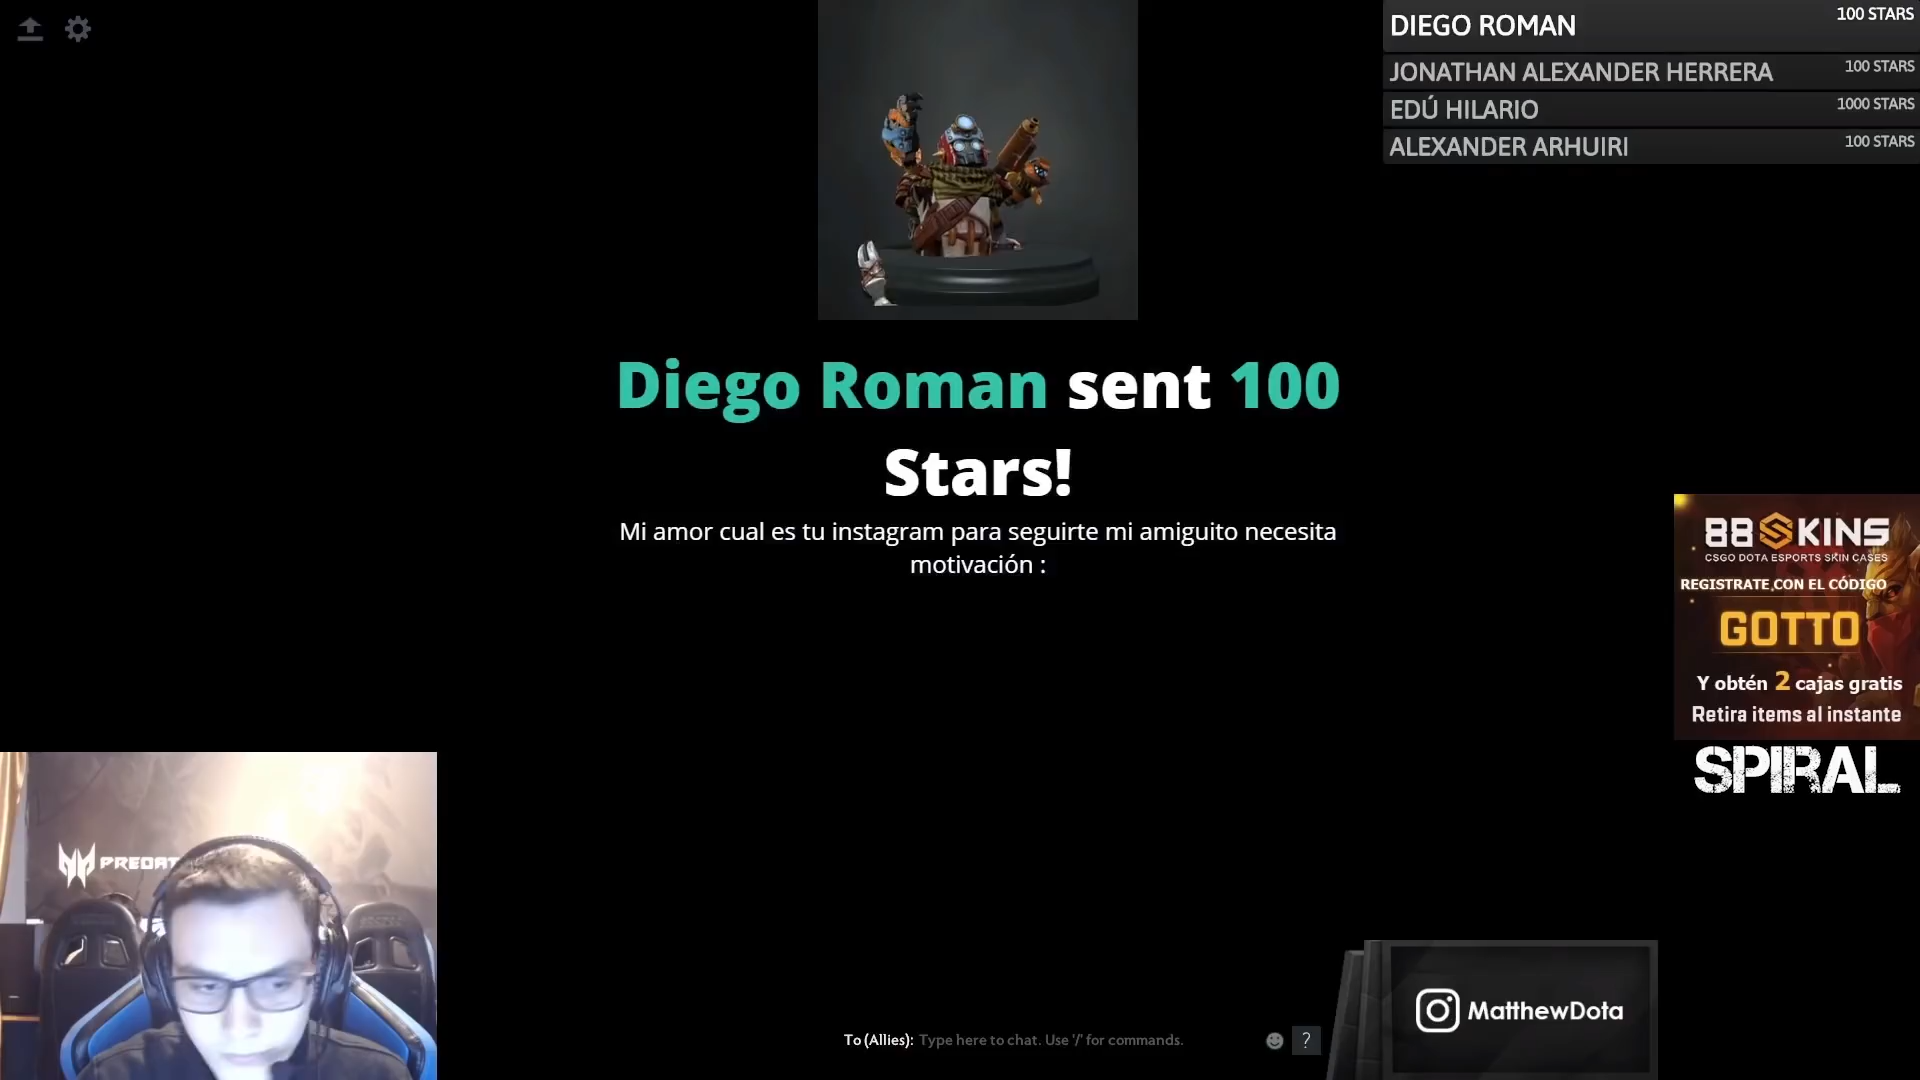 DIEGO ROMAN 100 STARS
JONATHAN ALEXANDER HERRERA 100 STARS
EDÚ HILARIO 1000 STARS
ALEXANDER ARHUIRI 100 STARS
Diego Roman sent 100
Stars!
Mi amor cual es tu instagram para seguirte mi amiguito necesita
motivación :
88SKINS
CSGO DOTA ESPORTS SKIN CASES
REGISTRATE CON EL CÓDIGO
GOTTO
Y obtén 2 cajas gratis
Retira items al instante
SPIRAL
PREDAT
MatthewDota
To (Allies): Type here to chat. Use '/' for commands.
?